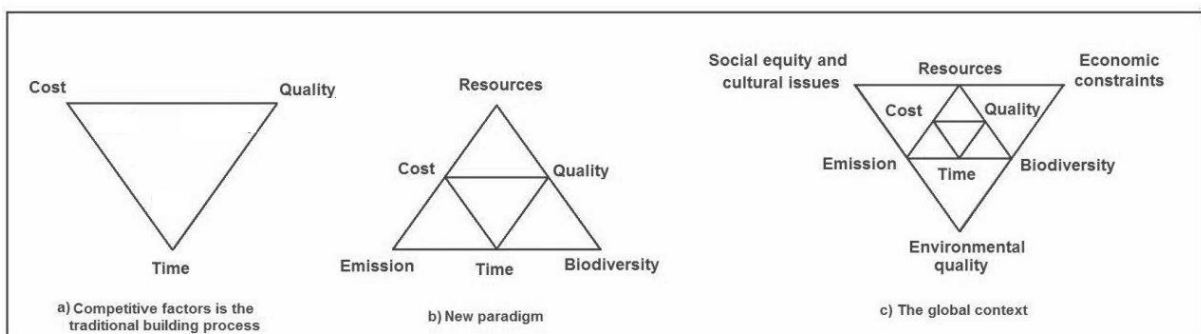 Cost
Quality
Time
a) Competitive factors is the
traditional building process
Resources
Cost
Quality
Emission
Time
Biodiversity
b) New paradigm
Social equity and
cultural issues
Resources
Economic
constraints
Cost
Quality
Emission
Time
Biodiversity
Environmental
quality
c) The global context